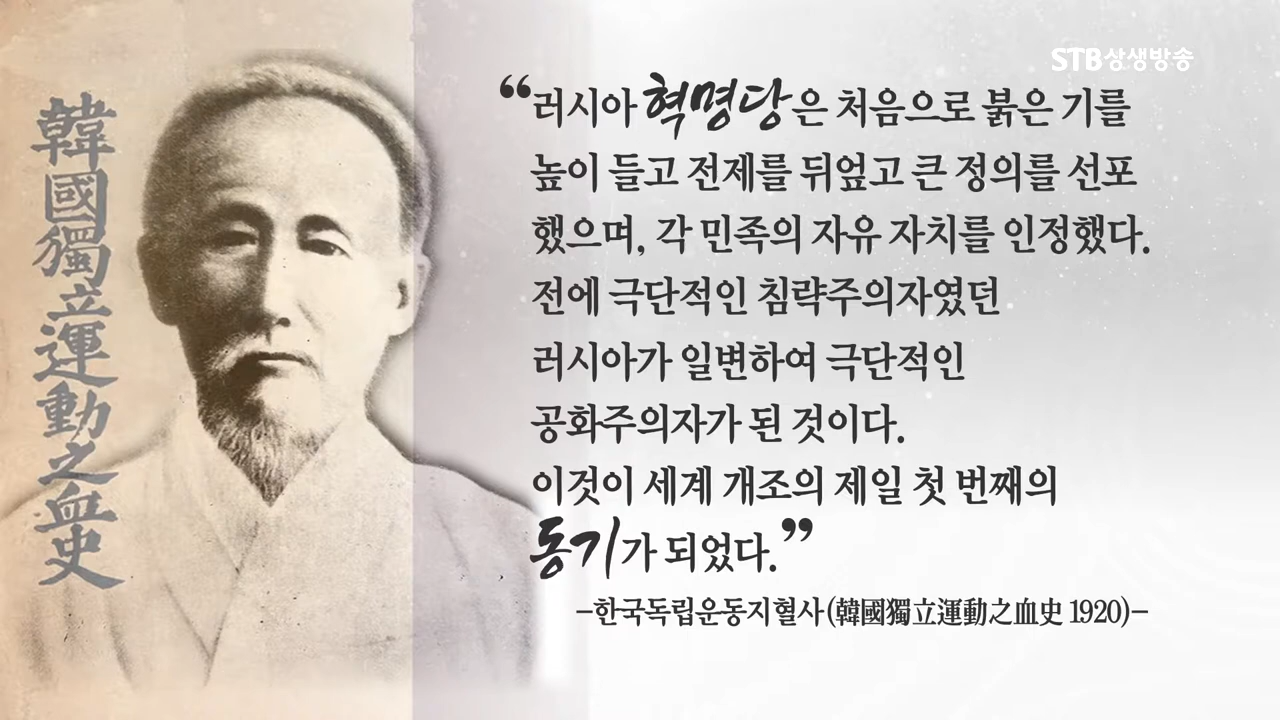 STB상생방송
韓國獨立運動之血史
“러시아 혁명당은 처음으로 붉은 기를
높이 들고 전제를 뒤엎고 큰 정의를 선포
했으며, 각 민족의 자유 자치를 인정했다.
전에 극단적인 침략주의자였던
러시아가 일변하여 극단적인
공화주의자가 된 것이다.
이것이 세계 개조의 제일 첫 번째의
동기가 되었다.”
–한국독립운동지혈사(韓國獨立運動之血史 1920)–